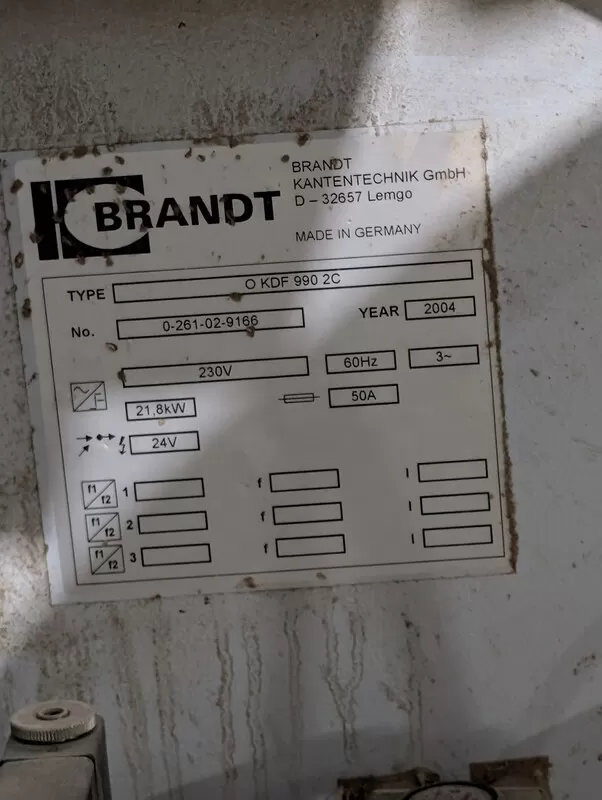 BRANDT
BRANDT
KANTENTECHNIK GmbH
D – 32657 Lemgo
MADE IN GERMANY
TYPE O KDF 990 2C
No. 0-261-02-9166 YEAR 2004
230V 60Hz 3~
21,8kW 50A
24V
f1/f2 1 f I
f1/f2 2 f I
f1/f2 3 f I